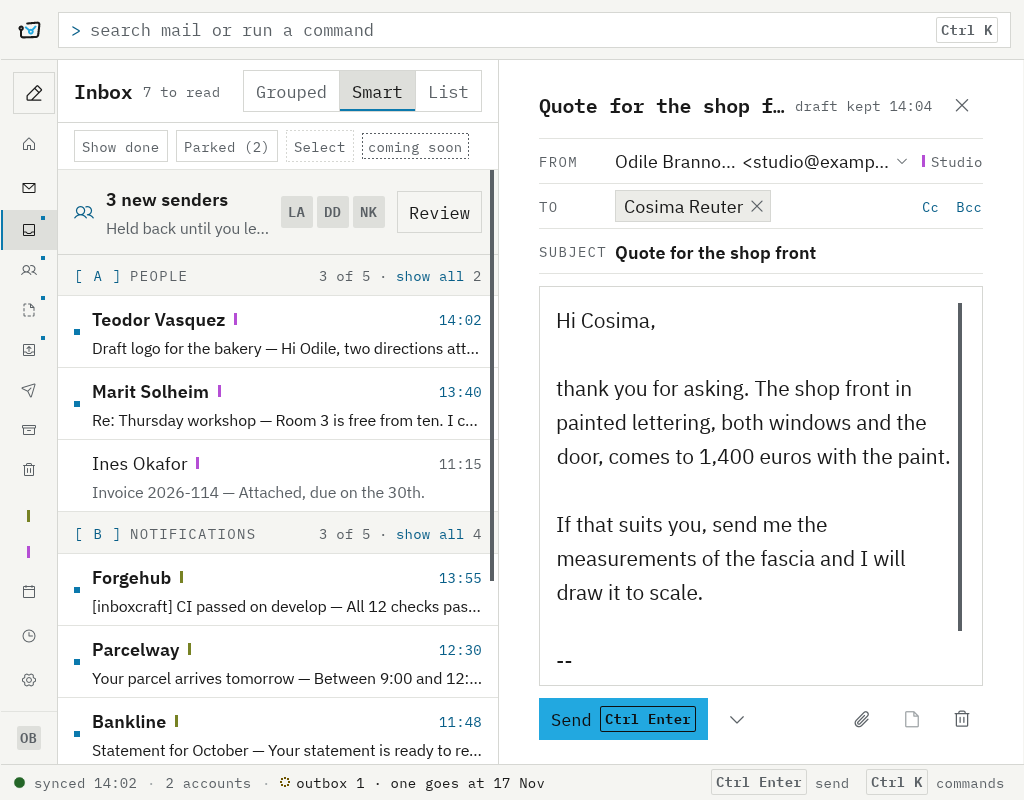 > search mail or run a command Ctrl K
Inbox 7 to read Grouped Smart List
Show done Parked (2) Select coming soon
3 new senders
Held back until you le… LA DD NK Review
[ A ] PEOPLE 3 of 5 · show all 2
Teodor Vasquez 14:02
Draft logo for the bakery — Hi Odile, two directions att…
Marit Solheim 13:40
Re: Thursday workshop — Room 3 is free from ten. I c…
Ines Okafor 11:15
Invoice 2026-114 — Attached, due on the 30th.
[ B ] NOTIFICATIONS 3 of 5 · show all 4
Forgehub 13:55
[inboxcraft] CI passed on develop — All 12 checks pas…
Parcelway 12:30
Your parcel arrives tomorrow — Between 9:00 and 12:…
Bankline 11:48
Statement for October — Your statement is ready to re…
OB
Quote for the shop f… draft kept 14:04
FROM Odile Branno… <studio@examp… Studio
TO Cosima Reuter Cc Bcc
SUBJECT Quote for the shop front
Hi Cosima,
thank you for asking. The shop front in
painted lettering, both windows and the
door, comes to 1,400 euros with the paint.
If that suits you, send me the
measurements of the fascia and I will
draw it to scale.
--
Send Ctrl Enter
synced 14:02 · 2 accounts · outbox 1 · one goes at 17 Nov Ctrl Enter send Ctrl K commands